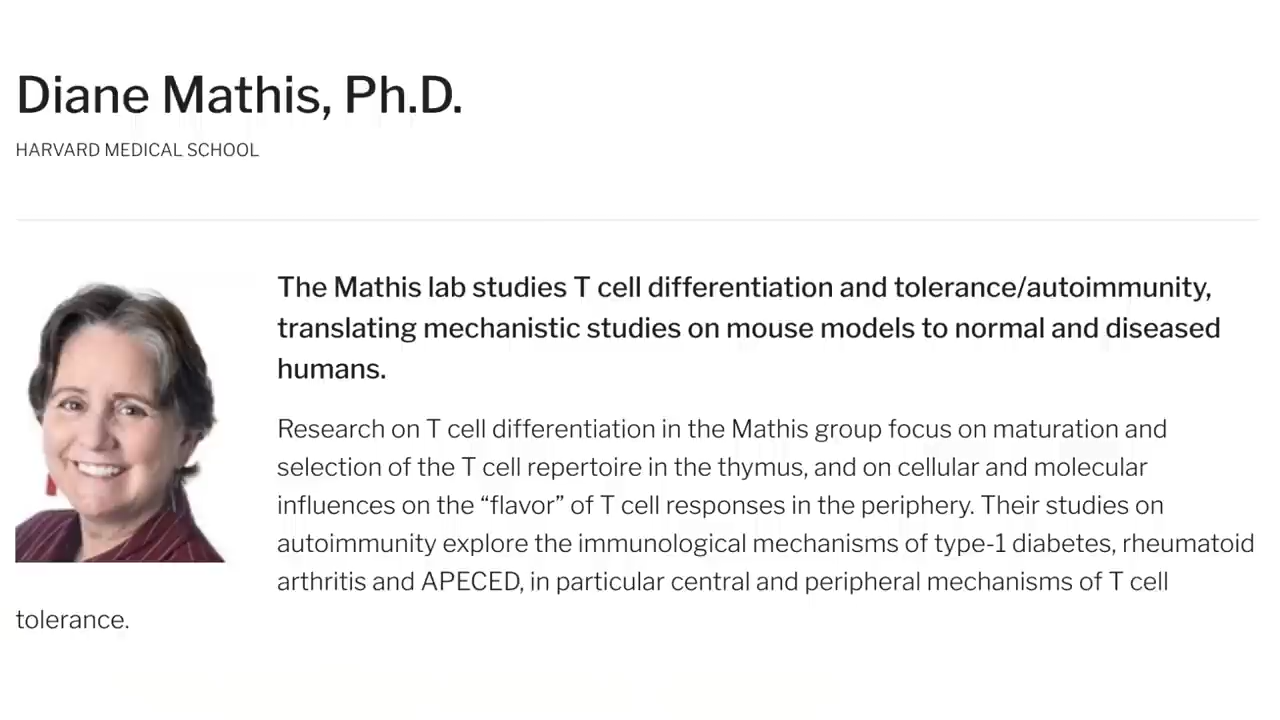 Diane Mathis, Ph.D.
HARVARD MEDICAL SCHOOL
The Mathis lab studies T cell differentiation and tolerance/autoimmunity,
translating mechanistic studies on mouse models to normal and diseased
humans.
Research on T cell differentiation in the Mathis group focus on maturation and
selection of the T cell repertoire in the thymus, and on cellular and molecular
influences on the “flavor” of T cell responses in the periphery. Their studies on
autoimmunity explore the immunological mechanisms of type-1 diabetes, rheumatoid
arthritis and APECED, in particular central and peripheral mechanisms of T cell
tolerance.